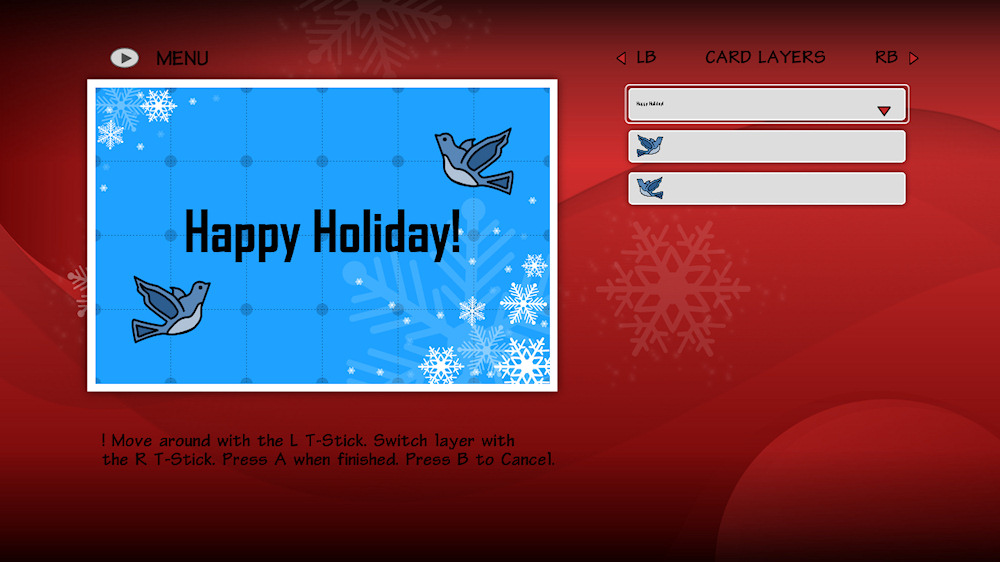 MENU
LB CARD LAYERS RB
Happy Holiday!
Happy Holiday!
! Move around with the L T-Stick. Switch layer with
the R T-Stick. Press A when finished. Press B to Cancel.